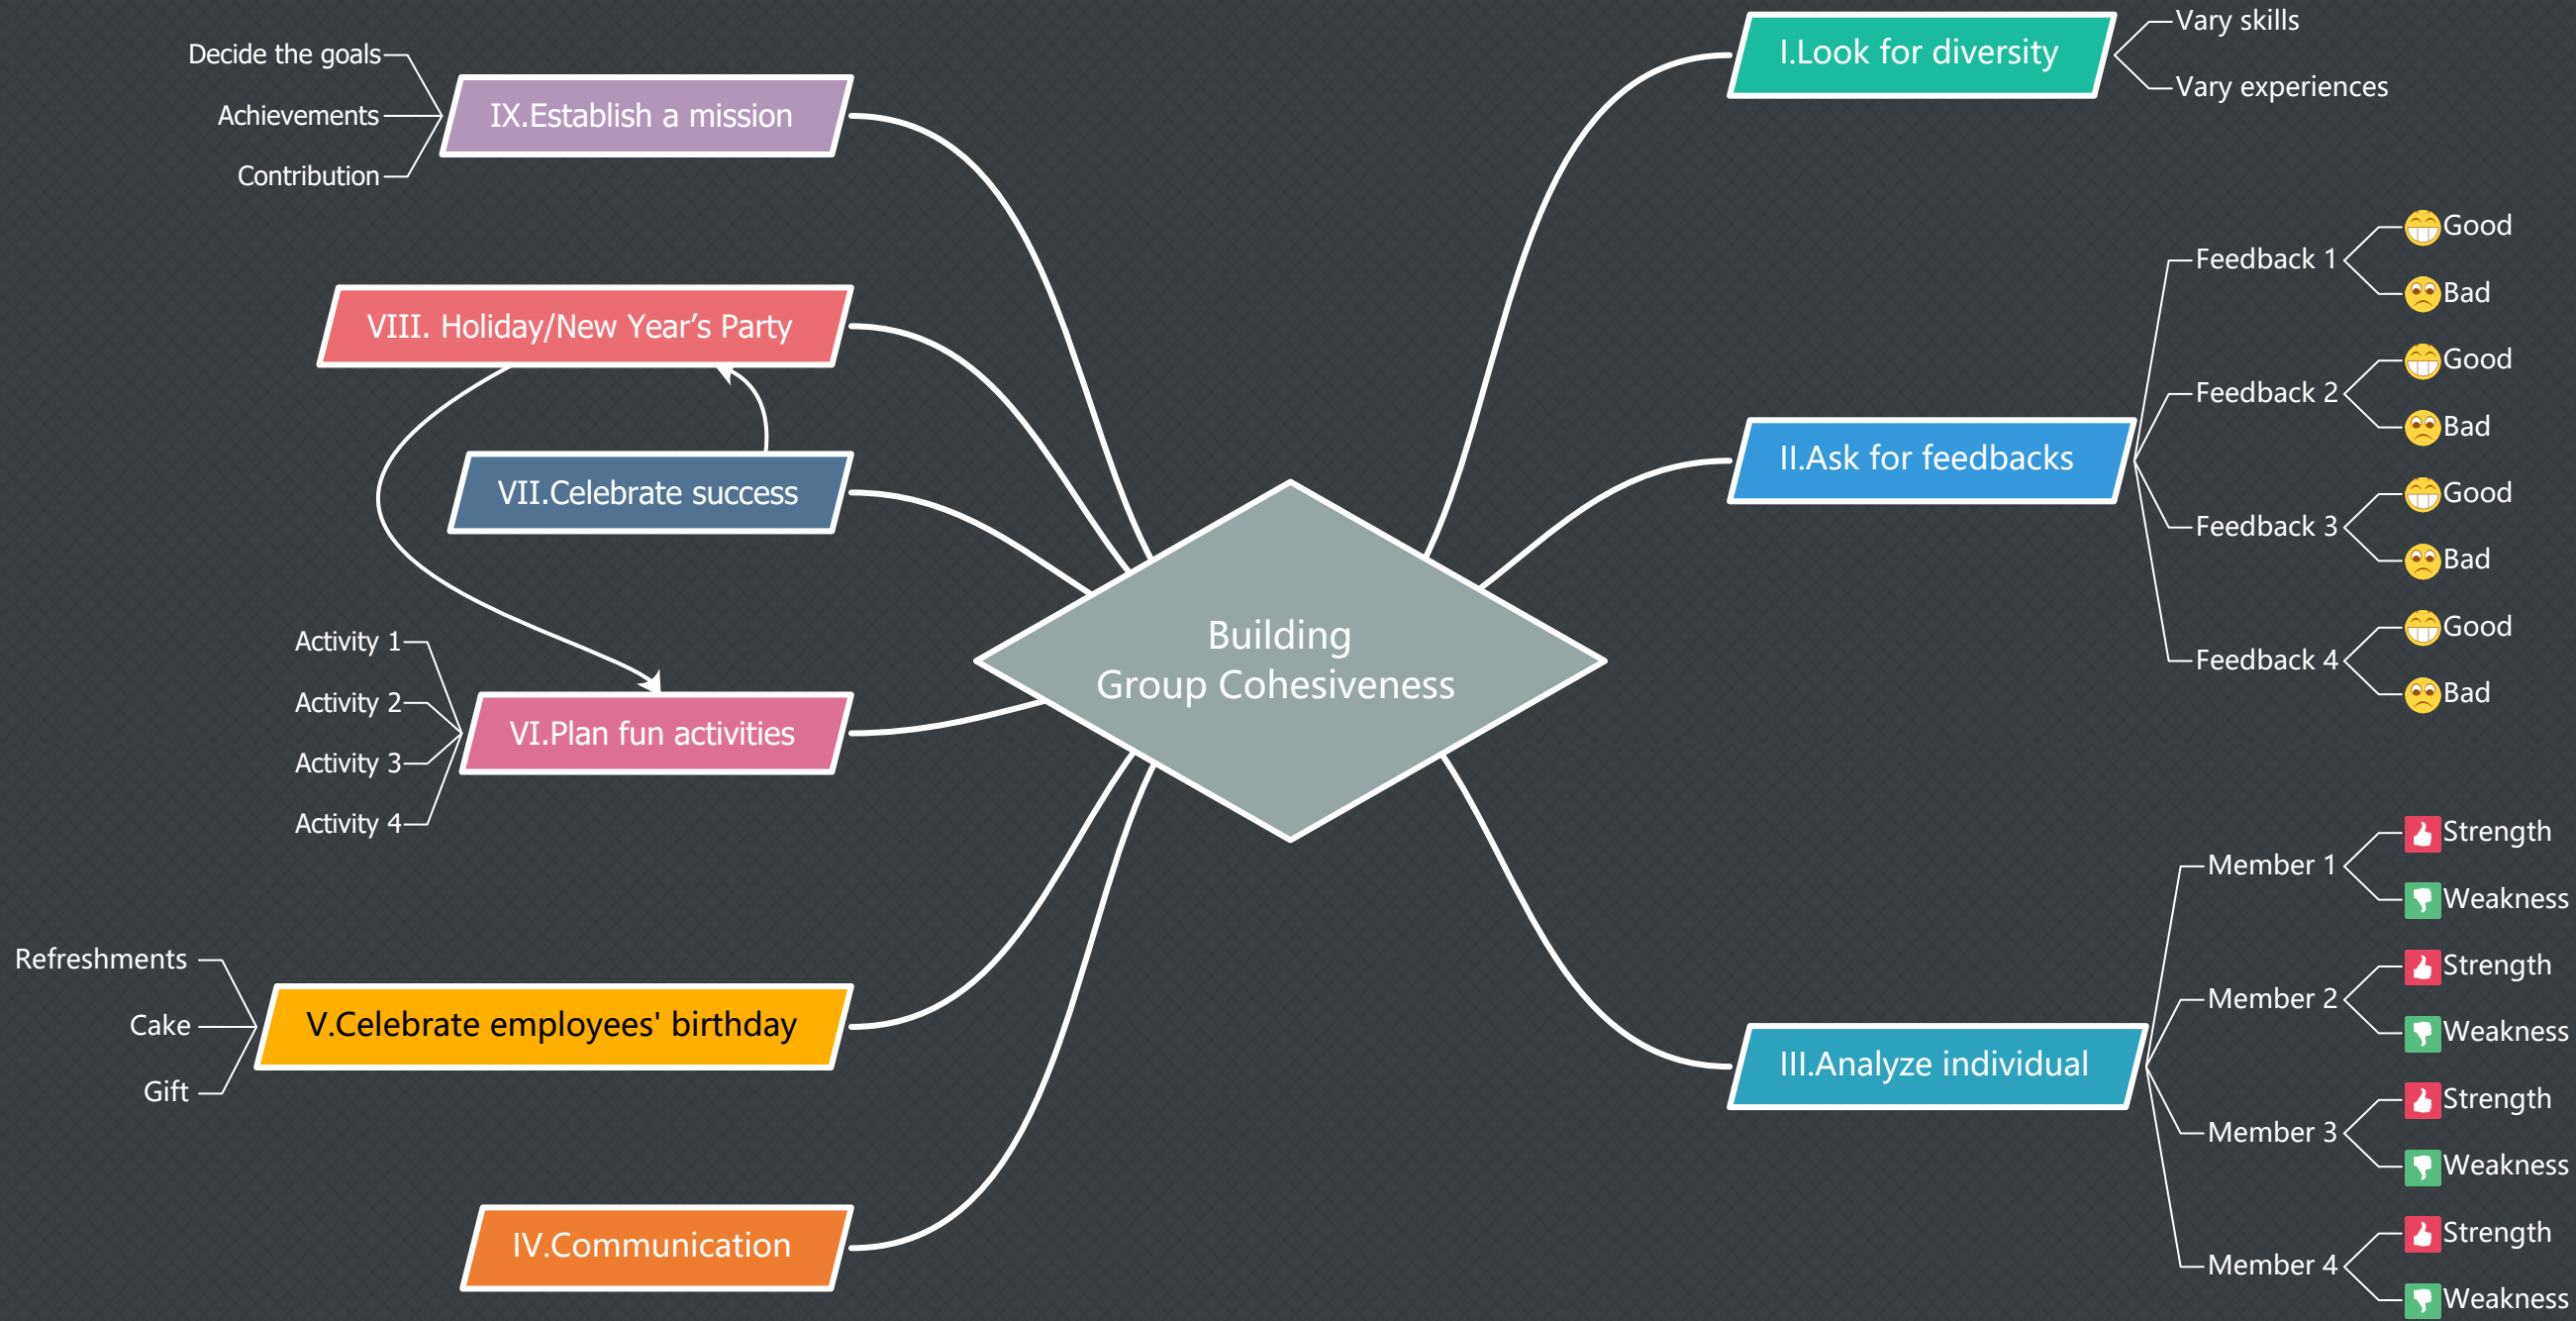 Building
Group Cohesiveness
I.Look for diversity
Vary skills
Vary experiences
II.Ask for feedbacks
Feedback 1
Good
Bad
Feedback 2
Good
Bad
Feedback 3
Good
Bad
Feedback 4
Good
Bad
III.Analyze individual
Member 1
Strength
Weakness
Member 2
Strength
Weakness
Member 3
Strength
Weakness
Member 4
Strength
Weakness
IV.Communication
V.Celebrate employees' birthday
Refreshments
Cake
Gift
VI.Plan fun activities
Activity 1
Activity 2
Activity 3
Activity 4
VII.Celebrate success
VIII. Holiday/New Year’s Party
IX.Establish a mission
Decide the goals
Achievements
Contribution